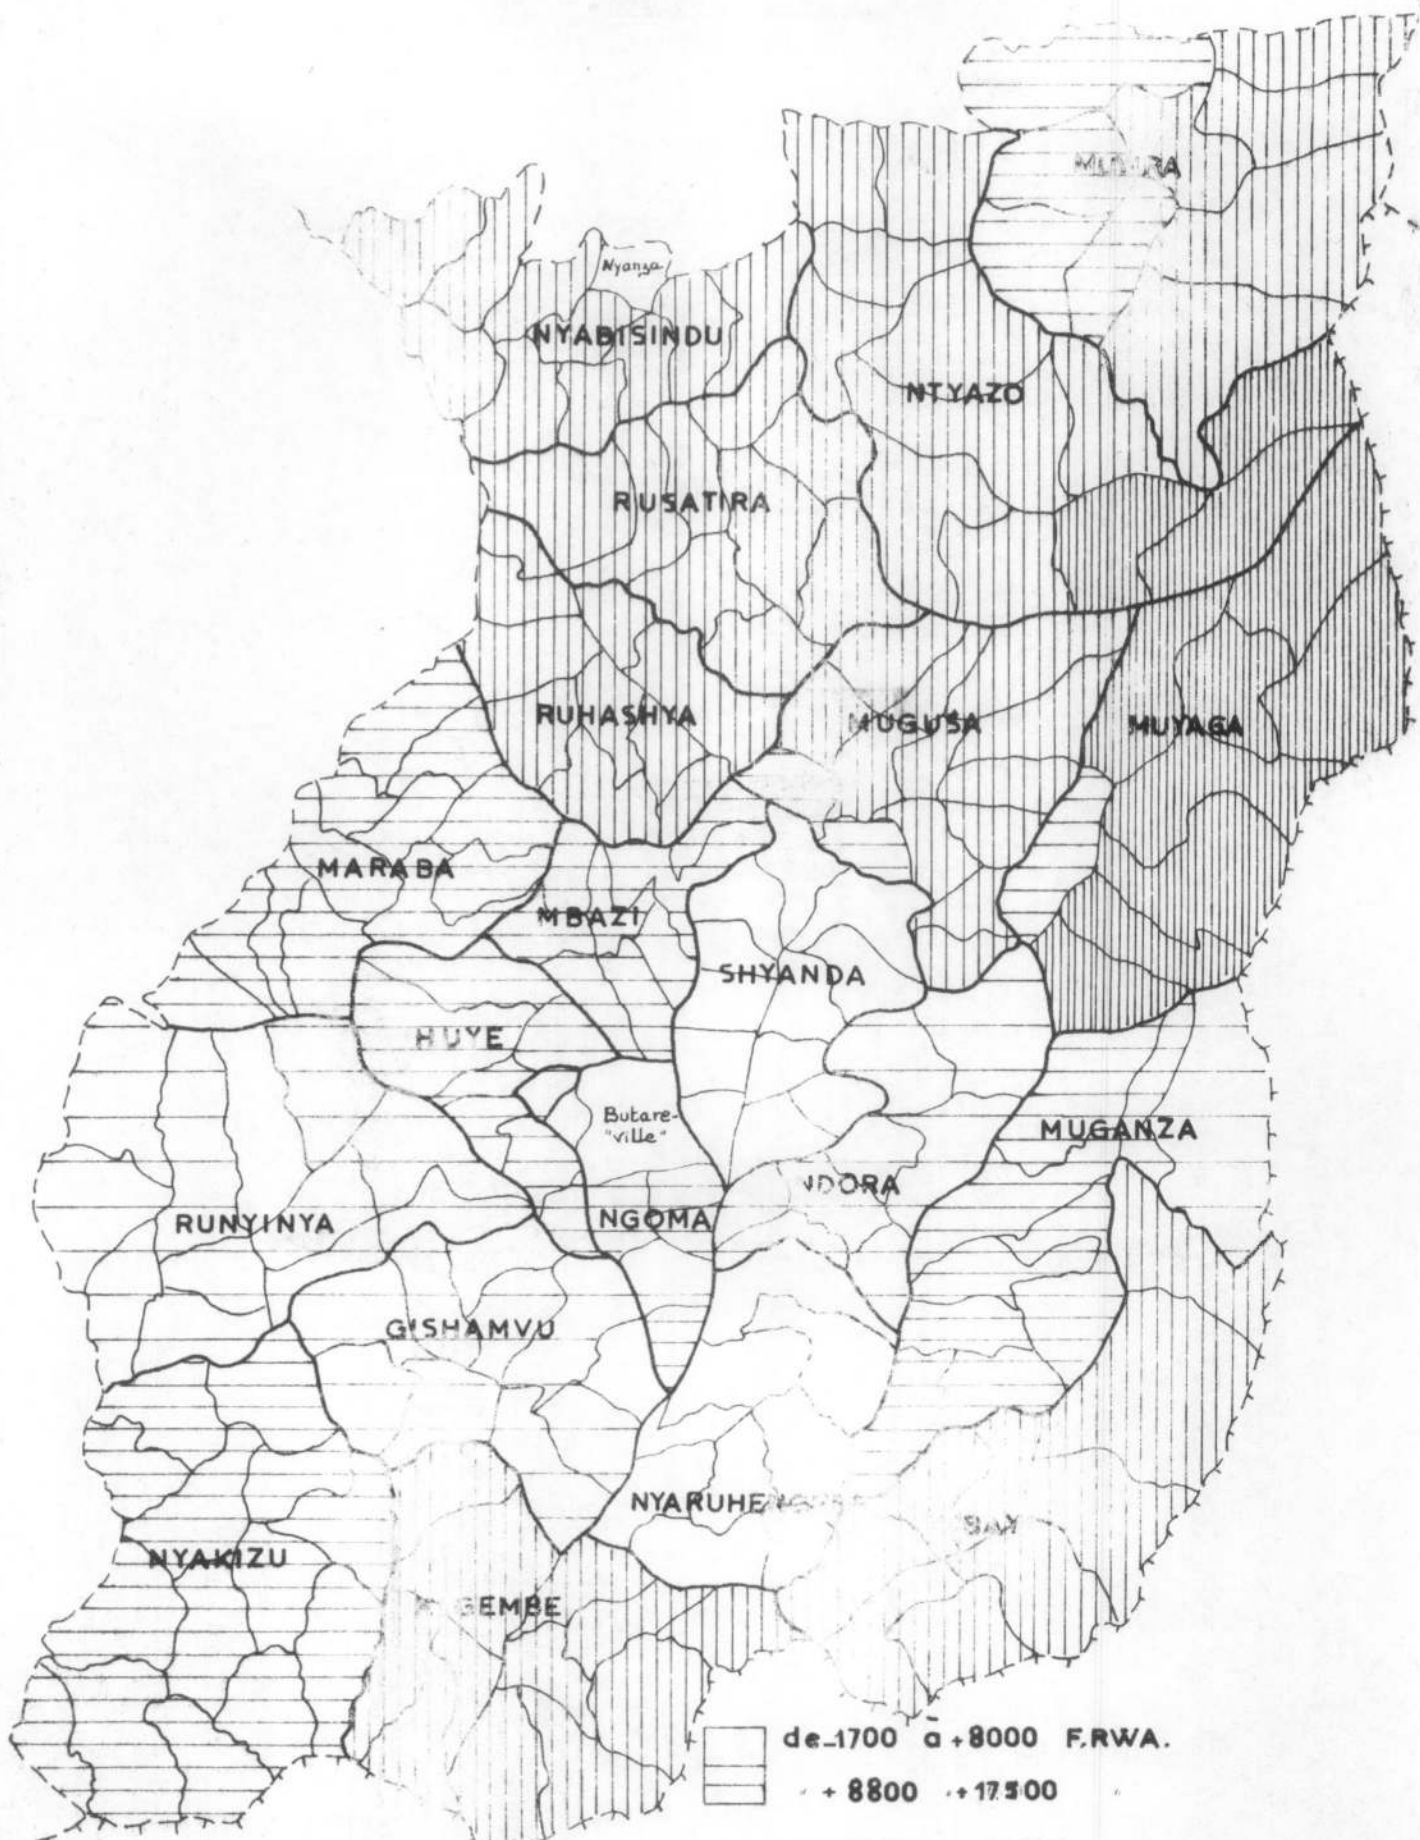 Nyanza
NYABISINDU
NTYAZO
RUSATIRA
RUHASHYA
MUGUSA
MUYAGA
MARABA
MBAZI
SHYANDA
HUYE
Butare-
"ville"
MUGANZA
NDORA
NGOMA
RUNYINYA
GISHAMVU
NYAKIZU
de -1700 à +8000 F.RWA.
+8800